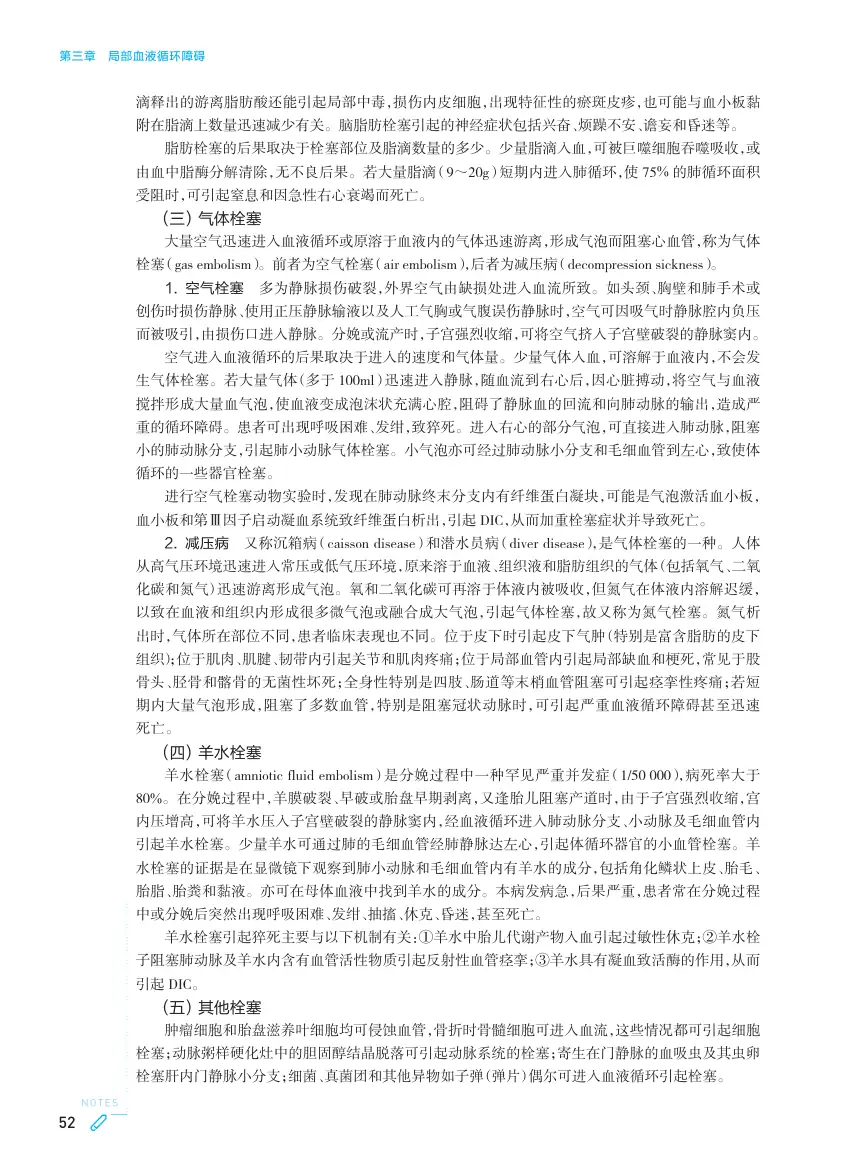 第三章 局部血液循环障碍
滴释出的游离脂肪酸还能引起局部中毒,损伤内皮细胞,出现特征性的瘀斑皮疹,也可能与血小板黏
附在脂滴上数量迅速减少有关。脑脂肪栓塞引起的神经症状包括兴奋、烦躁不安、谵妄和昏迷等。
脂肪栓塞的后果取决于栓塞部位及脂滴数量的多少。少量脂滴入血,可被巨噬细胞吞噬吸收,或
由血中脂酶分解清除,无不良后果。若大量脂滴(9～20g)短期内进入肺循环,使 75% 的肺循环面积
受阻时,可引起窒息和因急性右心衰竭而死亡。
(三)气体栓塞
大量空气迅速进入血液循环或原溶于血液内的气体迅速游离,形成气泡而阻塞心血管,称为气体
栓塞(gas embolism)。前者为空气栓塞(air embolism),后者为减压病(decompression sickness)。
1. 空气栓塞 多为静脉损伤破裂,外界空气由缺损处进入血流所致。如头颈、胸壁和肺手术或
创伤时损伤静脉、使用正压静脉输液以及人工气胸或气腹误伤静脉时,空气可因吸气时静脉腔内负压
而被吸引,由损伤口进入静脉。分娩或流产时,子宫强烈收缩,可将空气挤入子宫壁破裂的静脉窦内。
空气进入血液循环的后果取决于进入的速度和气体量。少量气体入血,可溶解于血液内,不会发
生气体栓塞。若大量气体(多于 100ml)迅速进入静脉,随血流到右心后,因心脏搏动,将空气与血液
搅拌形成大量血气泡,使血液变成泡沫状充满心腔,阻碍了静脉血的回流和向肺动脉的输出,造成严
重的循环障碍。患者可出现呼吸困难、发绀,致猝死。进入右心的部分气泡,可直接进入肺动脉,阻塞
小的肺动脉分支,引起肺小动脉气体栓塞。小气泡亦可经过肺动脉小分支和毛细血管到左心,致使体
循环的一些器官栓塞。
进行空气栓塞动物实验时,发现在肺动脉终末分支内有纤维蛋白凝块,可能是气泡激活血小板,
血小板和第Ⅲ因子启动凝血系统致纤维蛋白析出,引起 DIC,从而加重栓塞症状并导致死亡。
2. 减压病 又称沉箱病(caisson disease)和潜水员病(diver disease),是气体栓塞的一种。人体
从高气压环境迅速进入常压或低气压环境,原来溶于血液、组织液和脂肪组织的气体(包括氧气、二氧
化碳和氮气)迅速游离形成气泡。氧和二氧化碳可再溶于体液内被吸收,但氮气在体液内溶解迟缓,
以致在血液和组织内形成很多微气泡或融合成大气泡,引起气体栓塞,故又称为氮气栓塞。氮气析
出时,气体所在部位不同,患者临床表现也不同。位于皮下时引起皮下气肿(特别是富含脂肪的皮下
组织);位于肌肉、肌腱、韧带内引起关节和肌肉疼痛;位于局部血管内引起局部缺血和梗死,常见于股
骨头、胫骨和髂骨的无菌性坏死;全身性特别是四肢、肠道等末梢血管阻塞可引起痉挛性疼痛;若短
期内大量气泡形成,阻塞了多数血管,特别是阻塞冠状动脉时,可引起严重血液循环障碍甚至迅速
死亡。
(四)羊水栓塞
羊水栓塞(amniotic fluid embolism)是分娩过程中一种罕见严重并发症(1/50 000),病死率大于
80%。在分娩过程中,羊膜破裂、早破或胎盘早期剥离,又逢胎儿阻塞产道时,由于子宫强烈收缩,宫
内压增高,可将羊水压入子宫壁破裂的静脉窦内,经血液循环进入肺动脉分支、小动脉及毛细血管内
引起羊水栓塞。少量羊水可通过肺的毛细血管经肺静脉达左心,引起体循环器官的小血管栓塞。羊
水栓塞的证据是在显微镜下观察到肺小动脉和毛细血管内有羊水的成分,包括角化鳞状上皮、胎毛、
胎脂、胎粪和黏液。亦可在母体血液中找到羊水的成分。本病发病急,后果严重,患者常在分娩过程
中或分娩后突然出现呼吸困难、发绀、抽搐、休克、昏迷,甚至死亡。
羊水栓塞引起猝死主要与以下机制有关:①羊水中胎儿代谢产物入血引起过敏性休克;②羊水栓
子阻塞肺动脉及羊水内含有血管活性物质引起反射性血管痉挛;③羊水具有凝血致活酶的作用,从而
引起 DIC。
(五)其他栓塞
肿瘤细胞和胎盘滋养叶细胞均可侵蚀血管,骨折时骨髓细胞可进入血流,这些情况都可引起细胞
栓塞;动脉粥样硬化灶中的胆固醇结晶脱落可引起动脉系统的栓塞;寄生在门静脉的血吸虫及其虫卵
栓塞肝内门静脉小分支;细菌、真菌团和其他异物如子弹(弹片)偶尔可进入血液循环引起栓塞。
NOTES
52